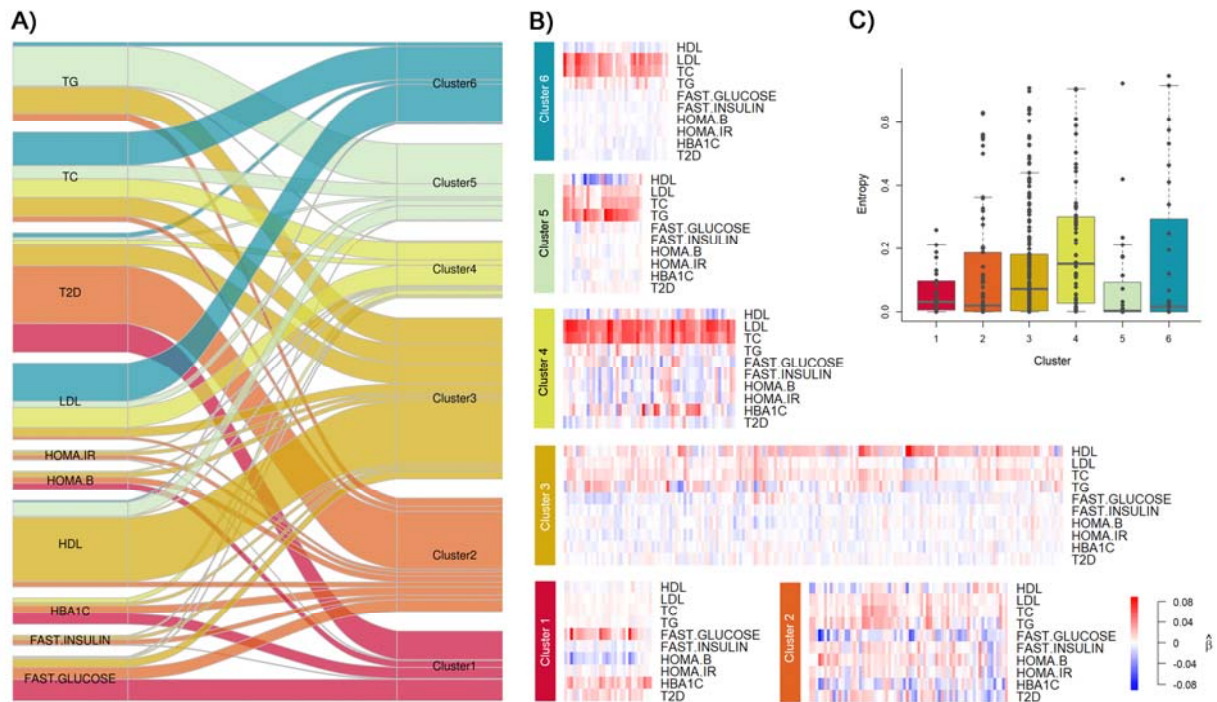 A)
TG
TC
T2D
LDL
HOMA.IR
HOMA.B
HDL
HBA1C
FAST.INSULIN
FAST.GLUCOSE
Cluster6
Cluster5
Cluster4
Cluster3
Cluster2
Cluster1
B)
Cluster 6
HDL
LDL
TC
TG
FAST.GLUCOSE
FAST.INSULIN
HOMA.B
HOMA.IR
HBA1C
T2D
Cluster 5
HDL
LDL
TC
TG
FAST.GLUCOSE
FAST.INSULIN
HOMA.B
HOMA.IR
HBA1C
T2D
Cluster 4
HDL
LDL
TC
TG
FAST.GLUCOSE
FAST.INSULIN
HOMA.B
HOMA.IR
HBA1C
T2D
Cluster 3
HDL
LDL
TC
TG
FAST.GLUCOSE
FAST.INSULIN
HOMA.B
HOMA.IR
HBA1C
T2D
Cluster 1
HDL
LDL
TC
TG
FAST.GLUCOSE
FAST.INSULIN
HOMA.B
HOMA.IR
HBA1C
T2D
Cluster 2
HDL
LDL
TC
TG
FAST.GLUCOSE
FAST.INSULIN
HOMA.B
HOMA.IR
HBA1C
T2D
0.08
0.04
0
-0.04
-0.08
β̂
C)
Entropy
0.6
0.4
0.2
0.0
1 2 3 4 5 6
Cluster